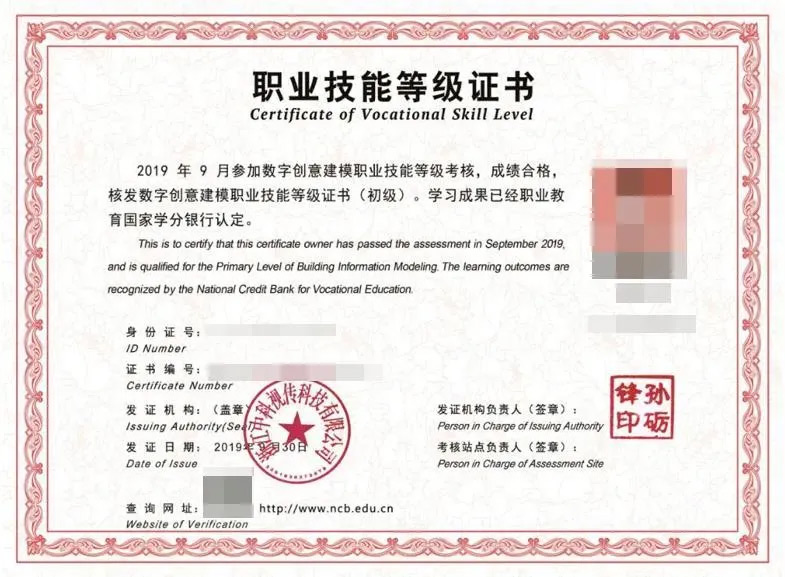 职业技能等级证书
Certificate of Vocational Skill Level
2019 年 9 月参加数字创意建模职业技能等级考核，成绩合格，
核发数字创意建模职业技能等级证书（初级）。学习成果已经职业教
育国家学分银行认定。
This is to certify that this certificate owner has passed the assessment in September 2019,
and is qualified for the Primary Level of Building Information Modeling. The learning outcomes are
recognized by the National Credit Bank for Vocational Education.
身 份 证 号：
ID Number
证 书 编 号：
Certificate Number
发 证 机 构：（盖章）
Issuing Authority(Seal
发 证 日 期： 2019年9月30日
Date of Issue
浙江中科视传科技有限公司
发证机构负责人（签章）：
Person in Charge of Issuing Authority
考核站点负责人（签章）：
Person in Charge of Assessment Site
孙砺锋印
查 询 网 址： http://www.ncb.edu.cn
Website of Verification